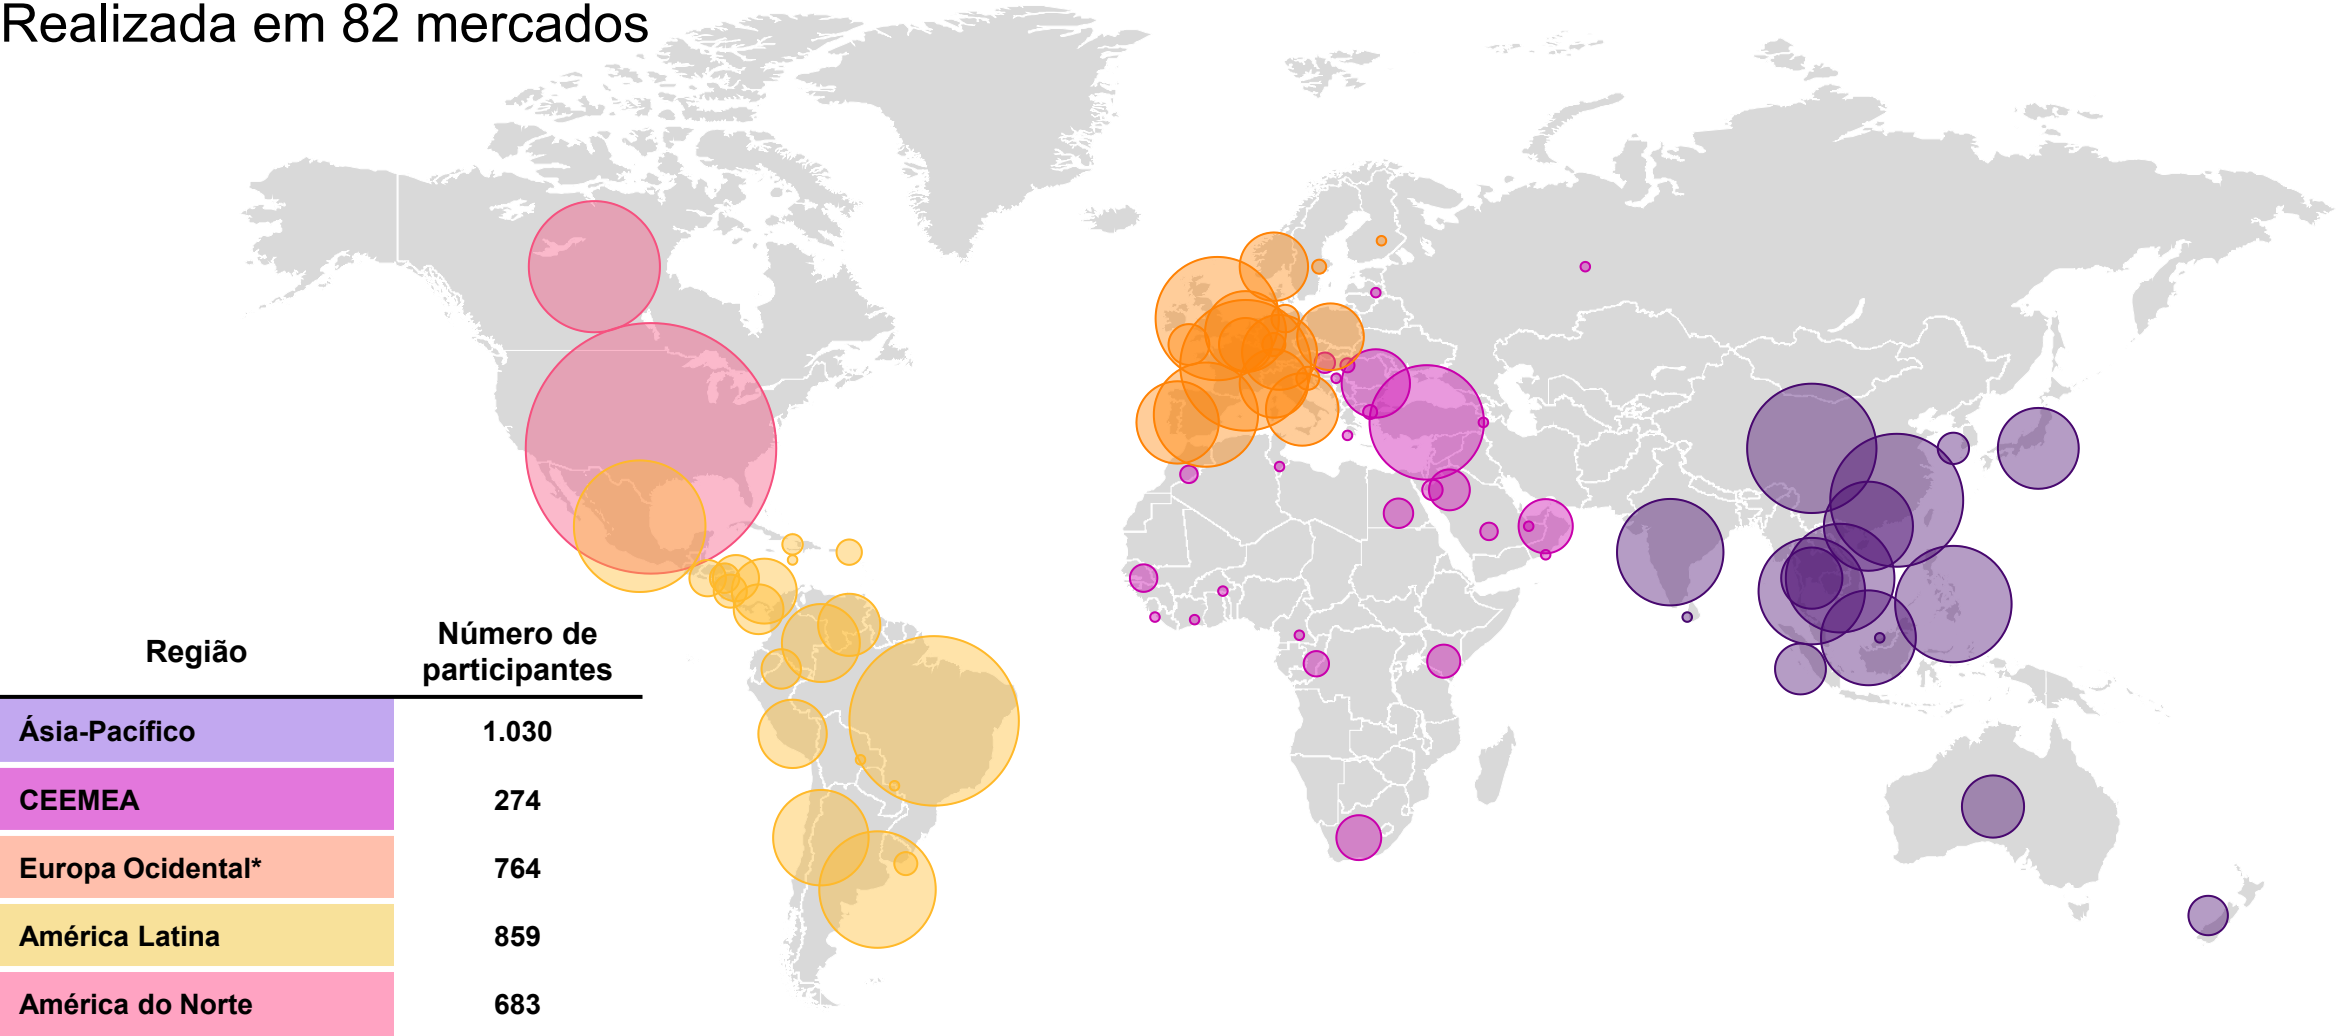 Realizada em 82 mercados
Região
Número de
participantes
Ásia-Pacífico 1.030
CEEMEA 274
Europa Ocidental* 764
América Latina 859
América do Norte 683